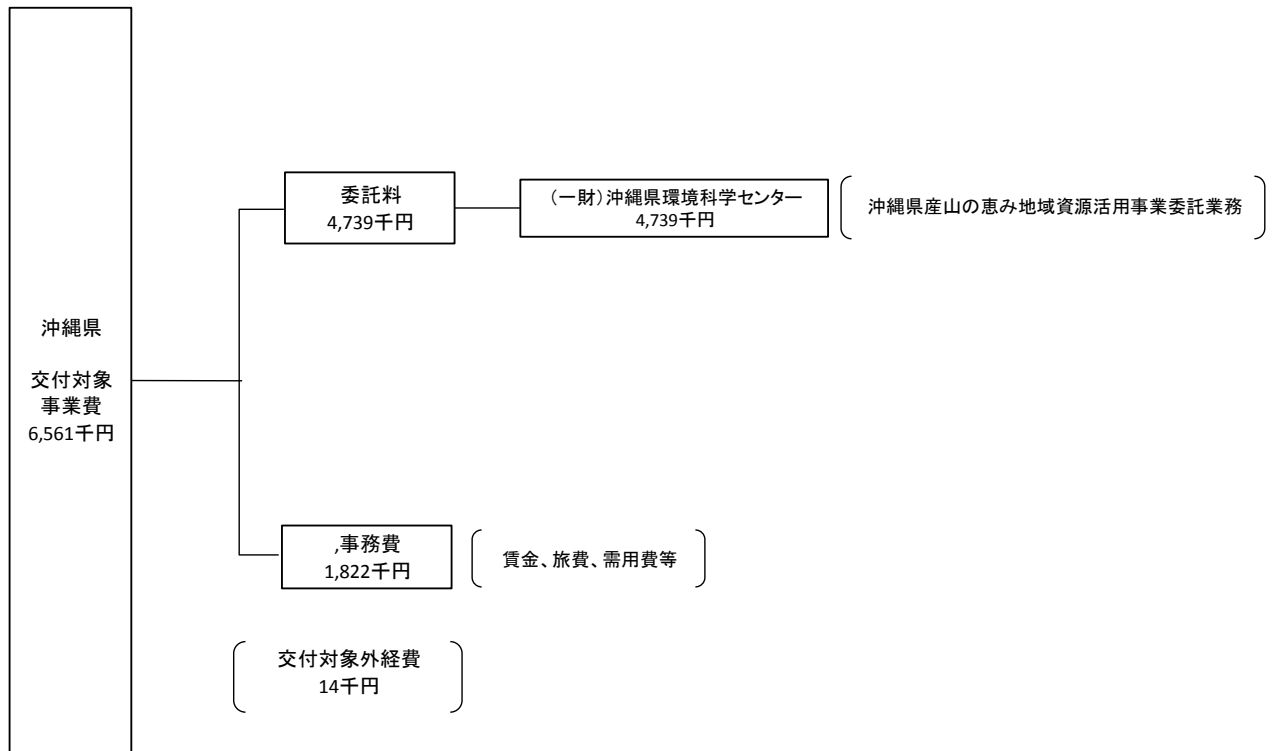 沖縄県
交付対象
事業費
6,561千円
委託料
4,739千円
(一財)沖縄県環境科学センター
4,739千円
沖縄県産山の恵み地域資源活用事業委託業務
,事務費
1,822千円
賃金、旅費、需用費等
交付対象外経費
14千円